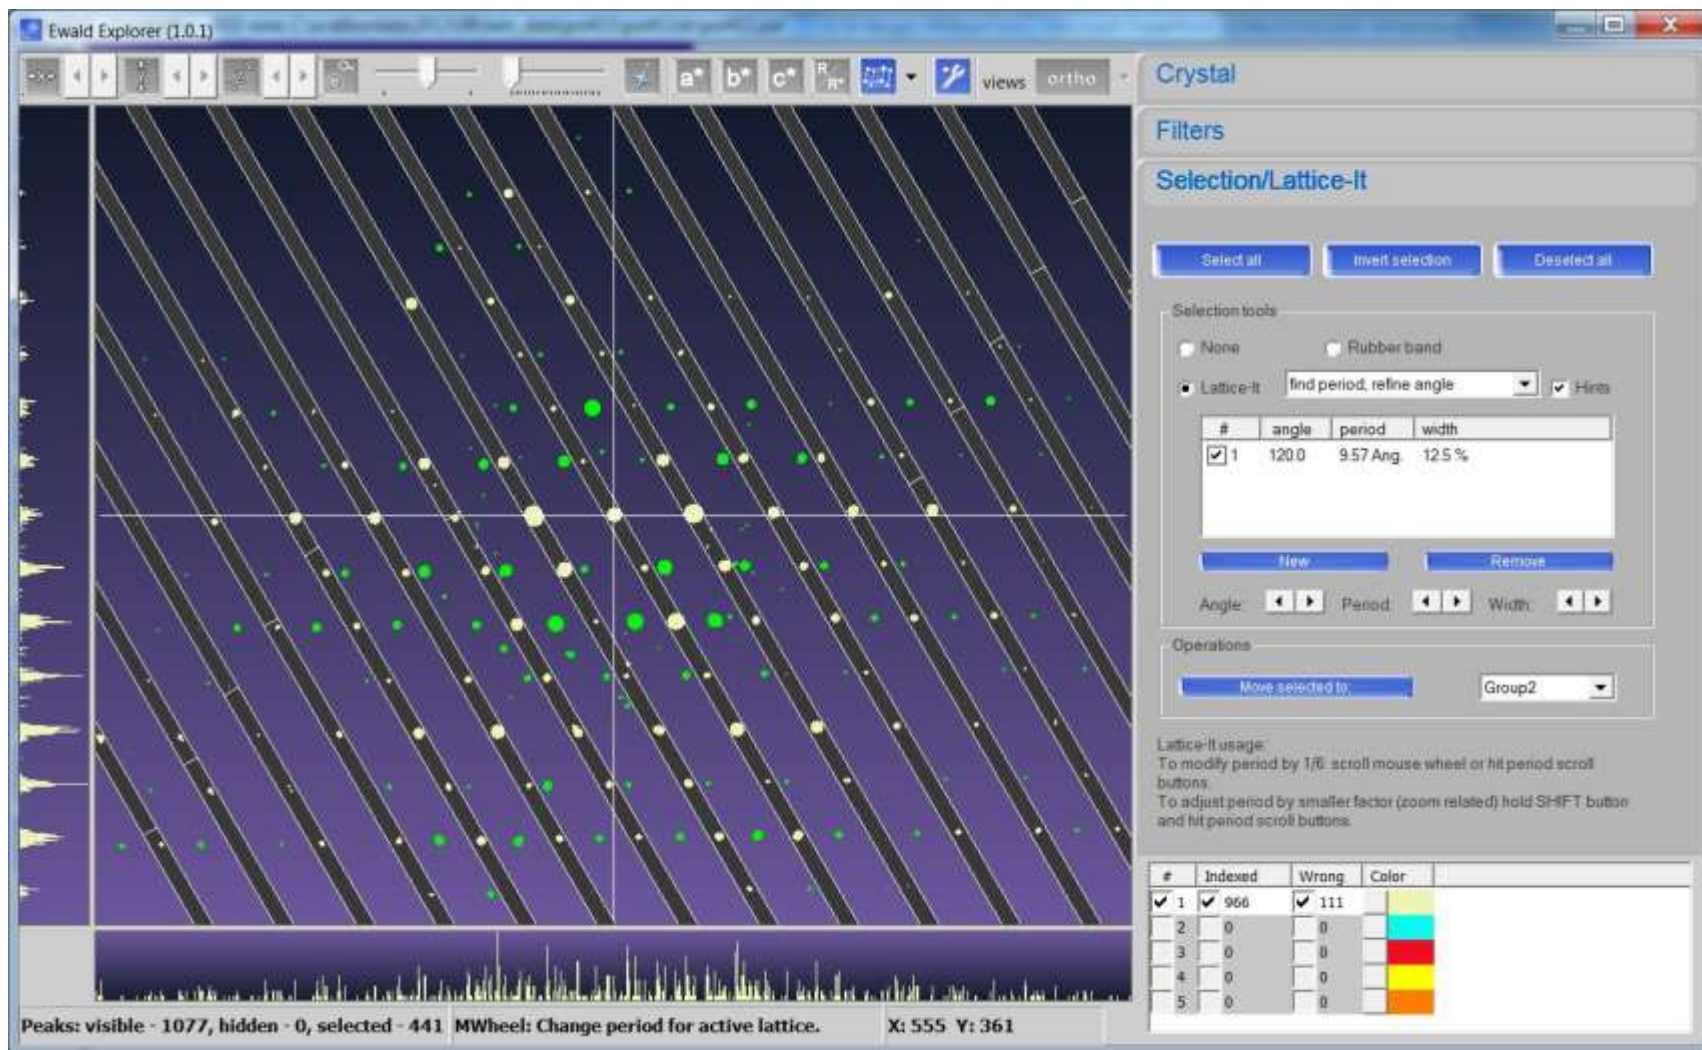 Ewald Explorer (1.0.1)
a* b* c* R R* views ortho
Crystal
Filters
Selection/Lattice-It
Select all Invert selection Deselect all
Selection tools
None Rubber band
Lattice-It find period, refine angle Hints
# angle period width
1 120.0 9.57 Ang. 12.5 %
New Remove
Angle: Period: Width:
Operations
Move selected to: Group2
Lattice-It usage:
To modify period by 1/6: scroll mouse wheel or hit period scroll
buttons.
To adjust period by smaller factor (zoom related) hold SHIFT button
and hit period scroll buttons.
# Indexed Wrong Color
1 966 111
2 0 0
3 0 0
4 0 0
5 0 0
Peaks: visible - 1077, hidden - 0, selected - 441 MWheel: Change period for active lattice. X: 555 Y: 361